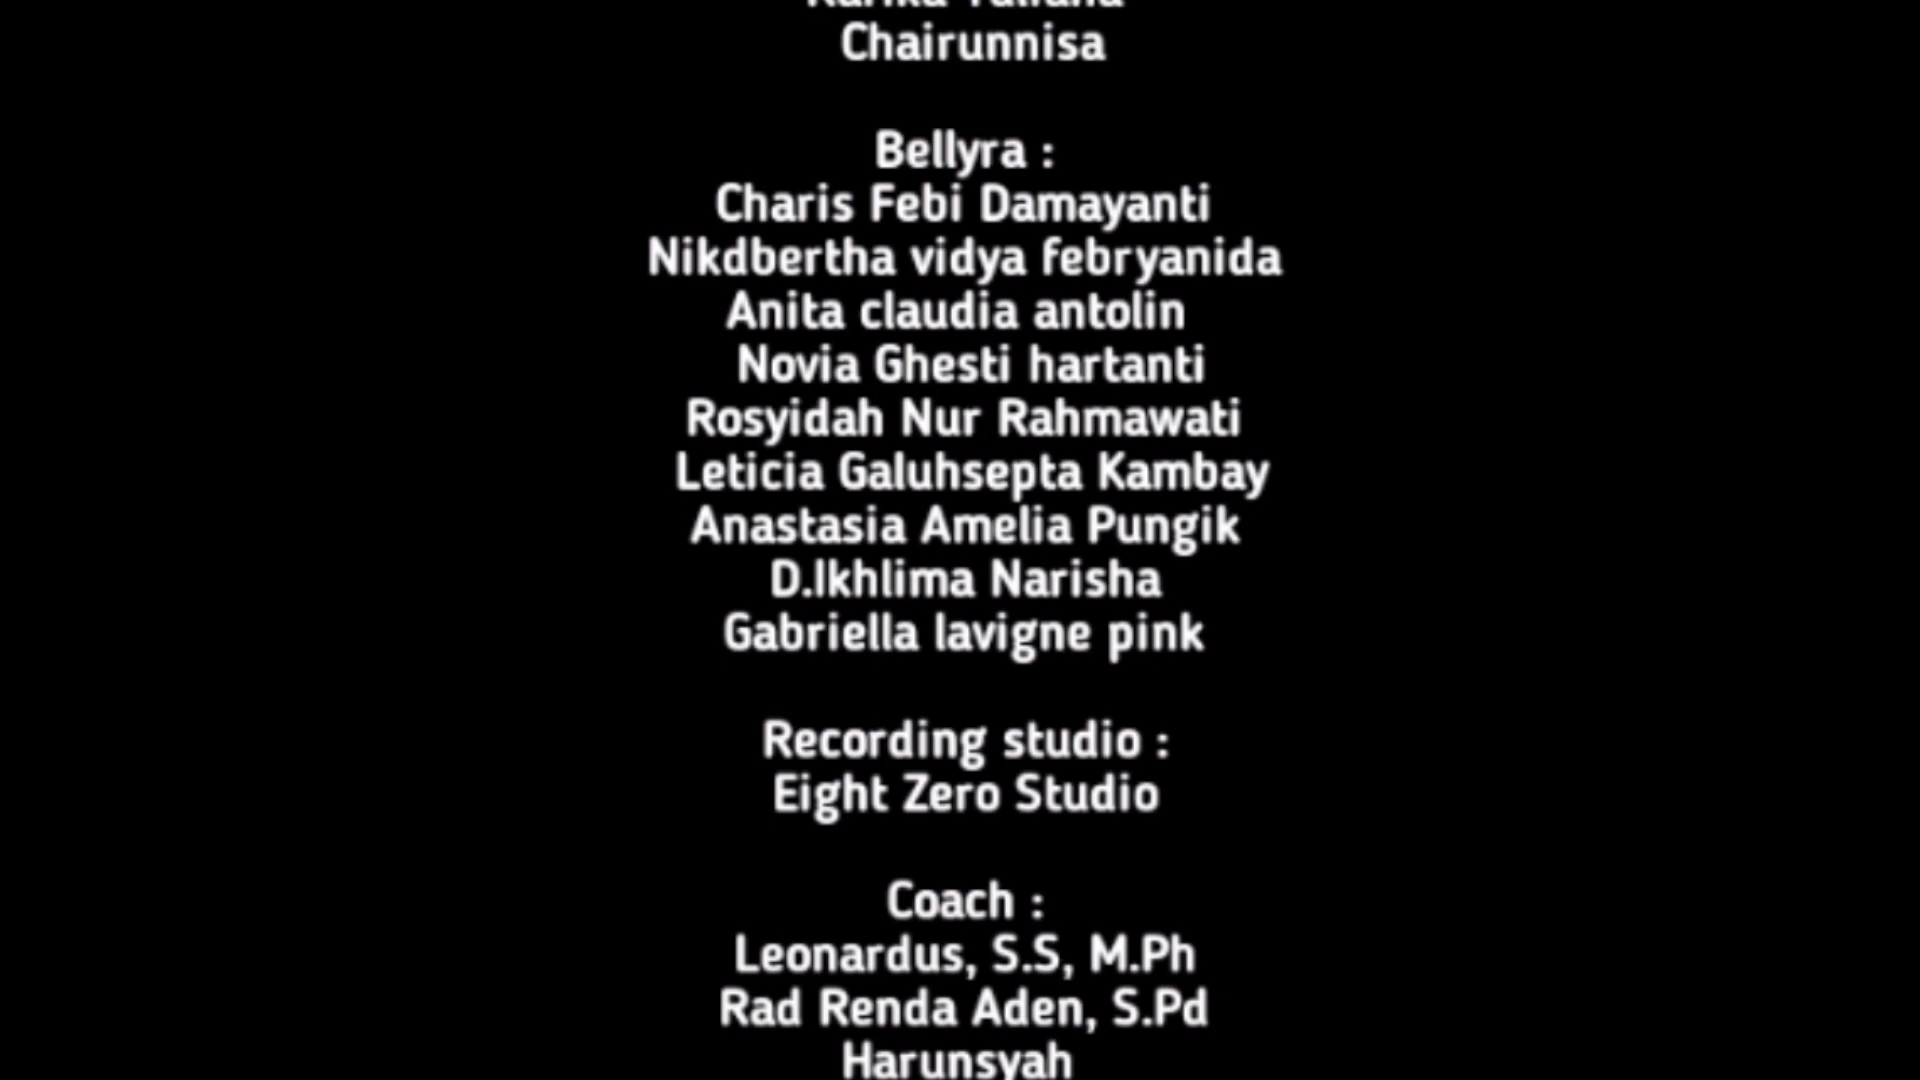 Chairunnisa
Bellyra :
Charis Febi Damayanti
Nikdbertha vidya febryanida
Anita claudia antolin
Novia Ghesti hartanti
Rosyidah Nur Rahmawati
Leticia Galuhsepta Kambay
Anastasia Amelia Pungik
D.Ikhlima Narisha
Gabriella lavigne pink
Recording studio :
Eight Zero Studio
Coach :
Leonardus, S.S, M.Ph
Rad Renda Aden, S.Pd
Harunsyah